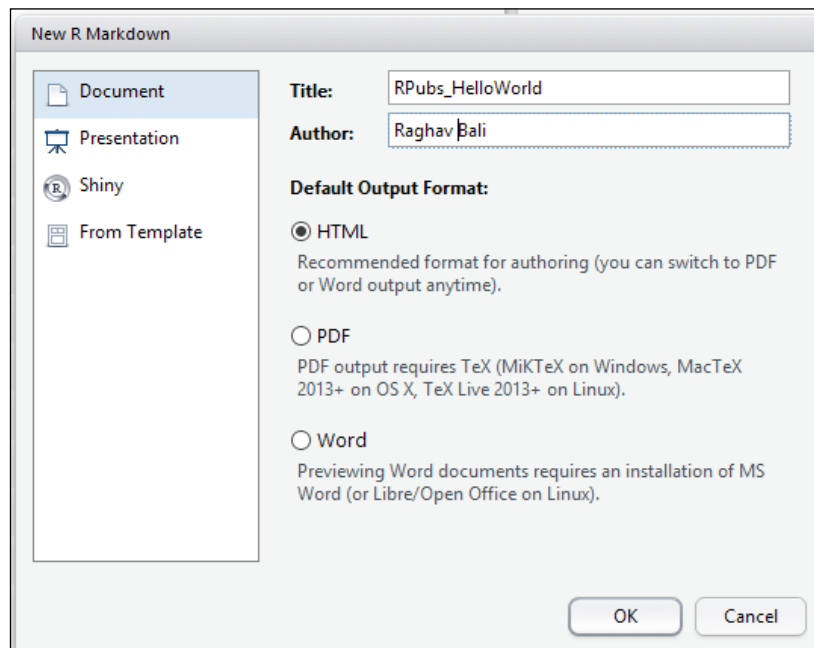 New R Markdown
Document
Presentation
Shiny
From Template
Title: RPubs_HelloWorld
Author: Raghav Bali
Default Output Format:
HTML
Recommended format for authoring (you can switch to PDF
or Word output anytime).
PDF
PDF output requires TeX (MiKTeX on Windows, MacTeX
2013+ on OS X, TeX Live 2013+ on Linux).
Word
Previewing Word documents requires an installation of MS
Word (or Libre/Open Office on Linux).
OK Cancel